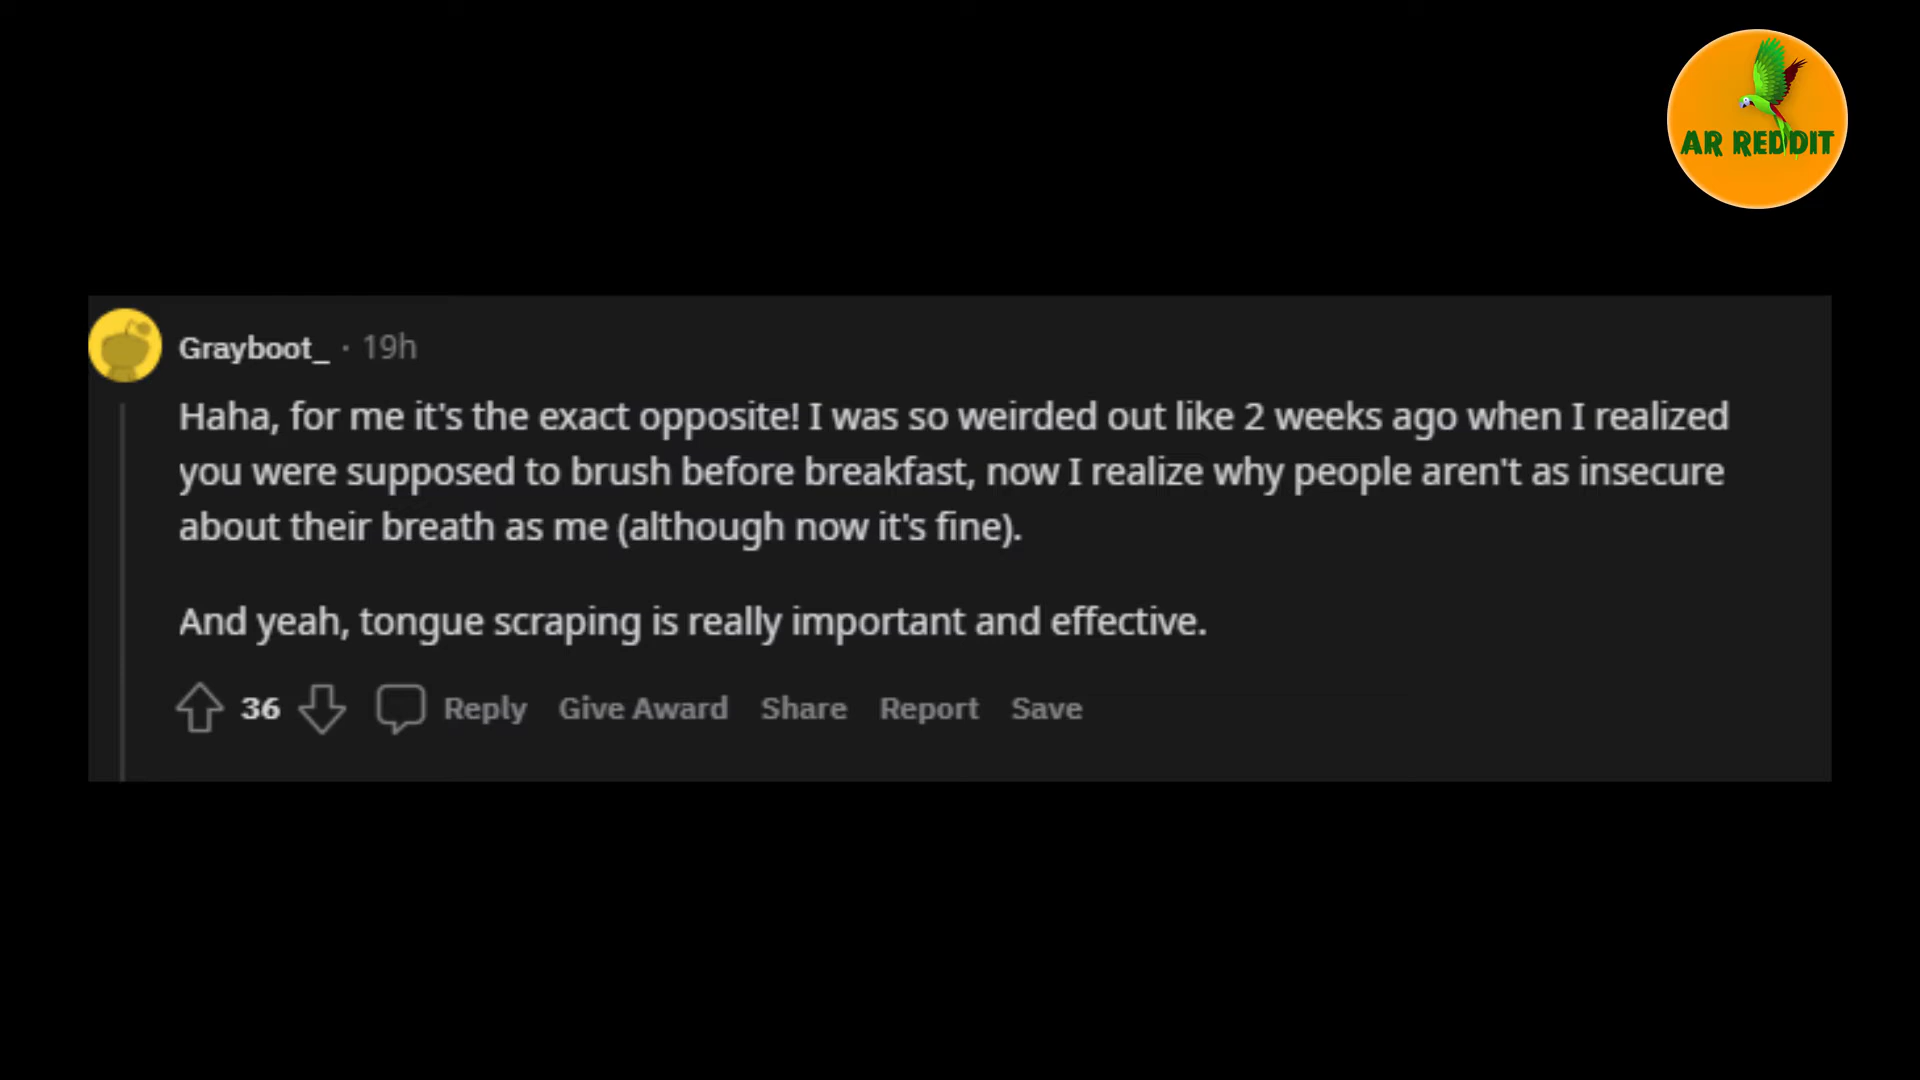 AR REDDIT
Grayboot_ · 19h
Haha, for me it's the exact opposite! I was so weirded out like 2 weeks ago when I realized
you were supposed to brush before breakfast, now I realize why people aren't as insecure
about their breath as me (although now it's fine).
And yeah, tongue scraping is really important and effective.
36 Reply Give Award Share Report Save